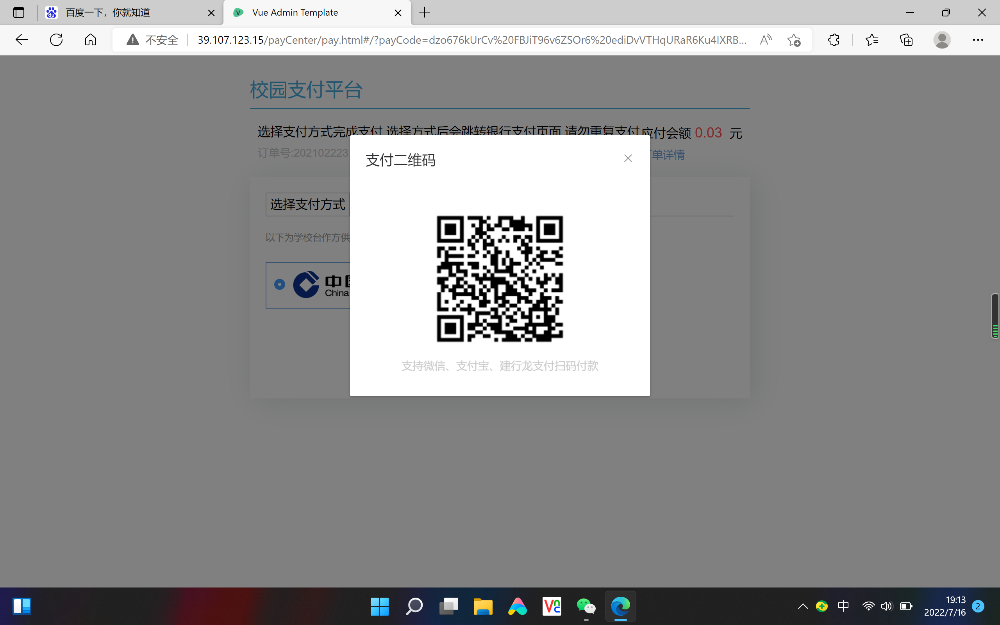 百度一下，你就知道
Vue Admin Template
不安全
39.107.123.15/payCenter/pay.html#/?payCode=dzo676kUrCv%20FBJiT96v6ZSOr6%20ediDvVTHqURaR6Ku4IXRB...
校园支付平台
选择支付方式完成支付,选择方式后会跳转银行支付页面,请勿重复支付 应付会额 0.03 元
订单号:202102223
单详情
支付二维码
选择支付方式
以下为学校台作方供
中国
China
支持微信、支付宝、建行龙支付扫码付款
中
19:13
2022/7/16
2